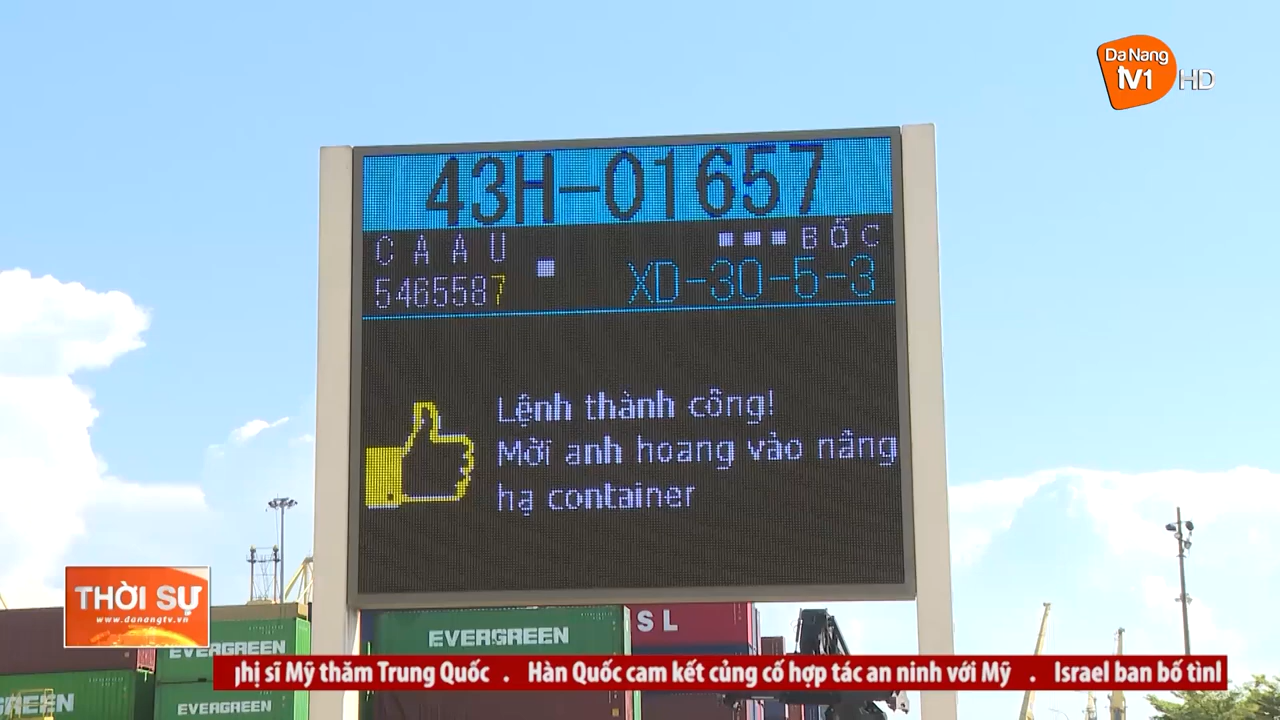 Da Nang
tv1 HD
43H-01657
CAAU
BỐC
5465587
XD-30-5-3
Lệnh thành công!
Mời anh hoang vào nâng
hạ container
THỜI SỰ
www.danangtv.vn
EVERGREEN
EVERGREEN
EVERGREEN
SL
sĩ Mỹ thăm Trung Quốc . Hàn Quốc cam kết củng cố hợp tác an ninh với Mỹ . Israel ban bố